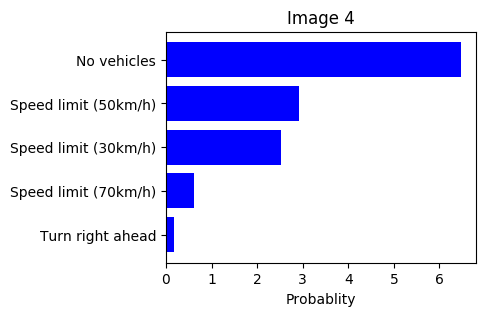 Image 4
No vehicles
Speed limit (50km/h)
Speed limit (30km/h)
Speed limit (70km/h)
Turn right ahead
0 1 2 3 4 5 6
Probablity